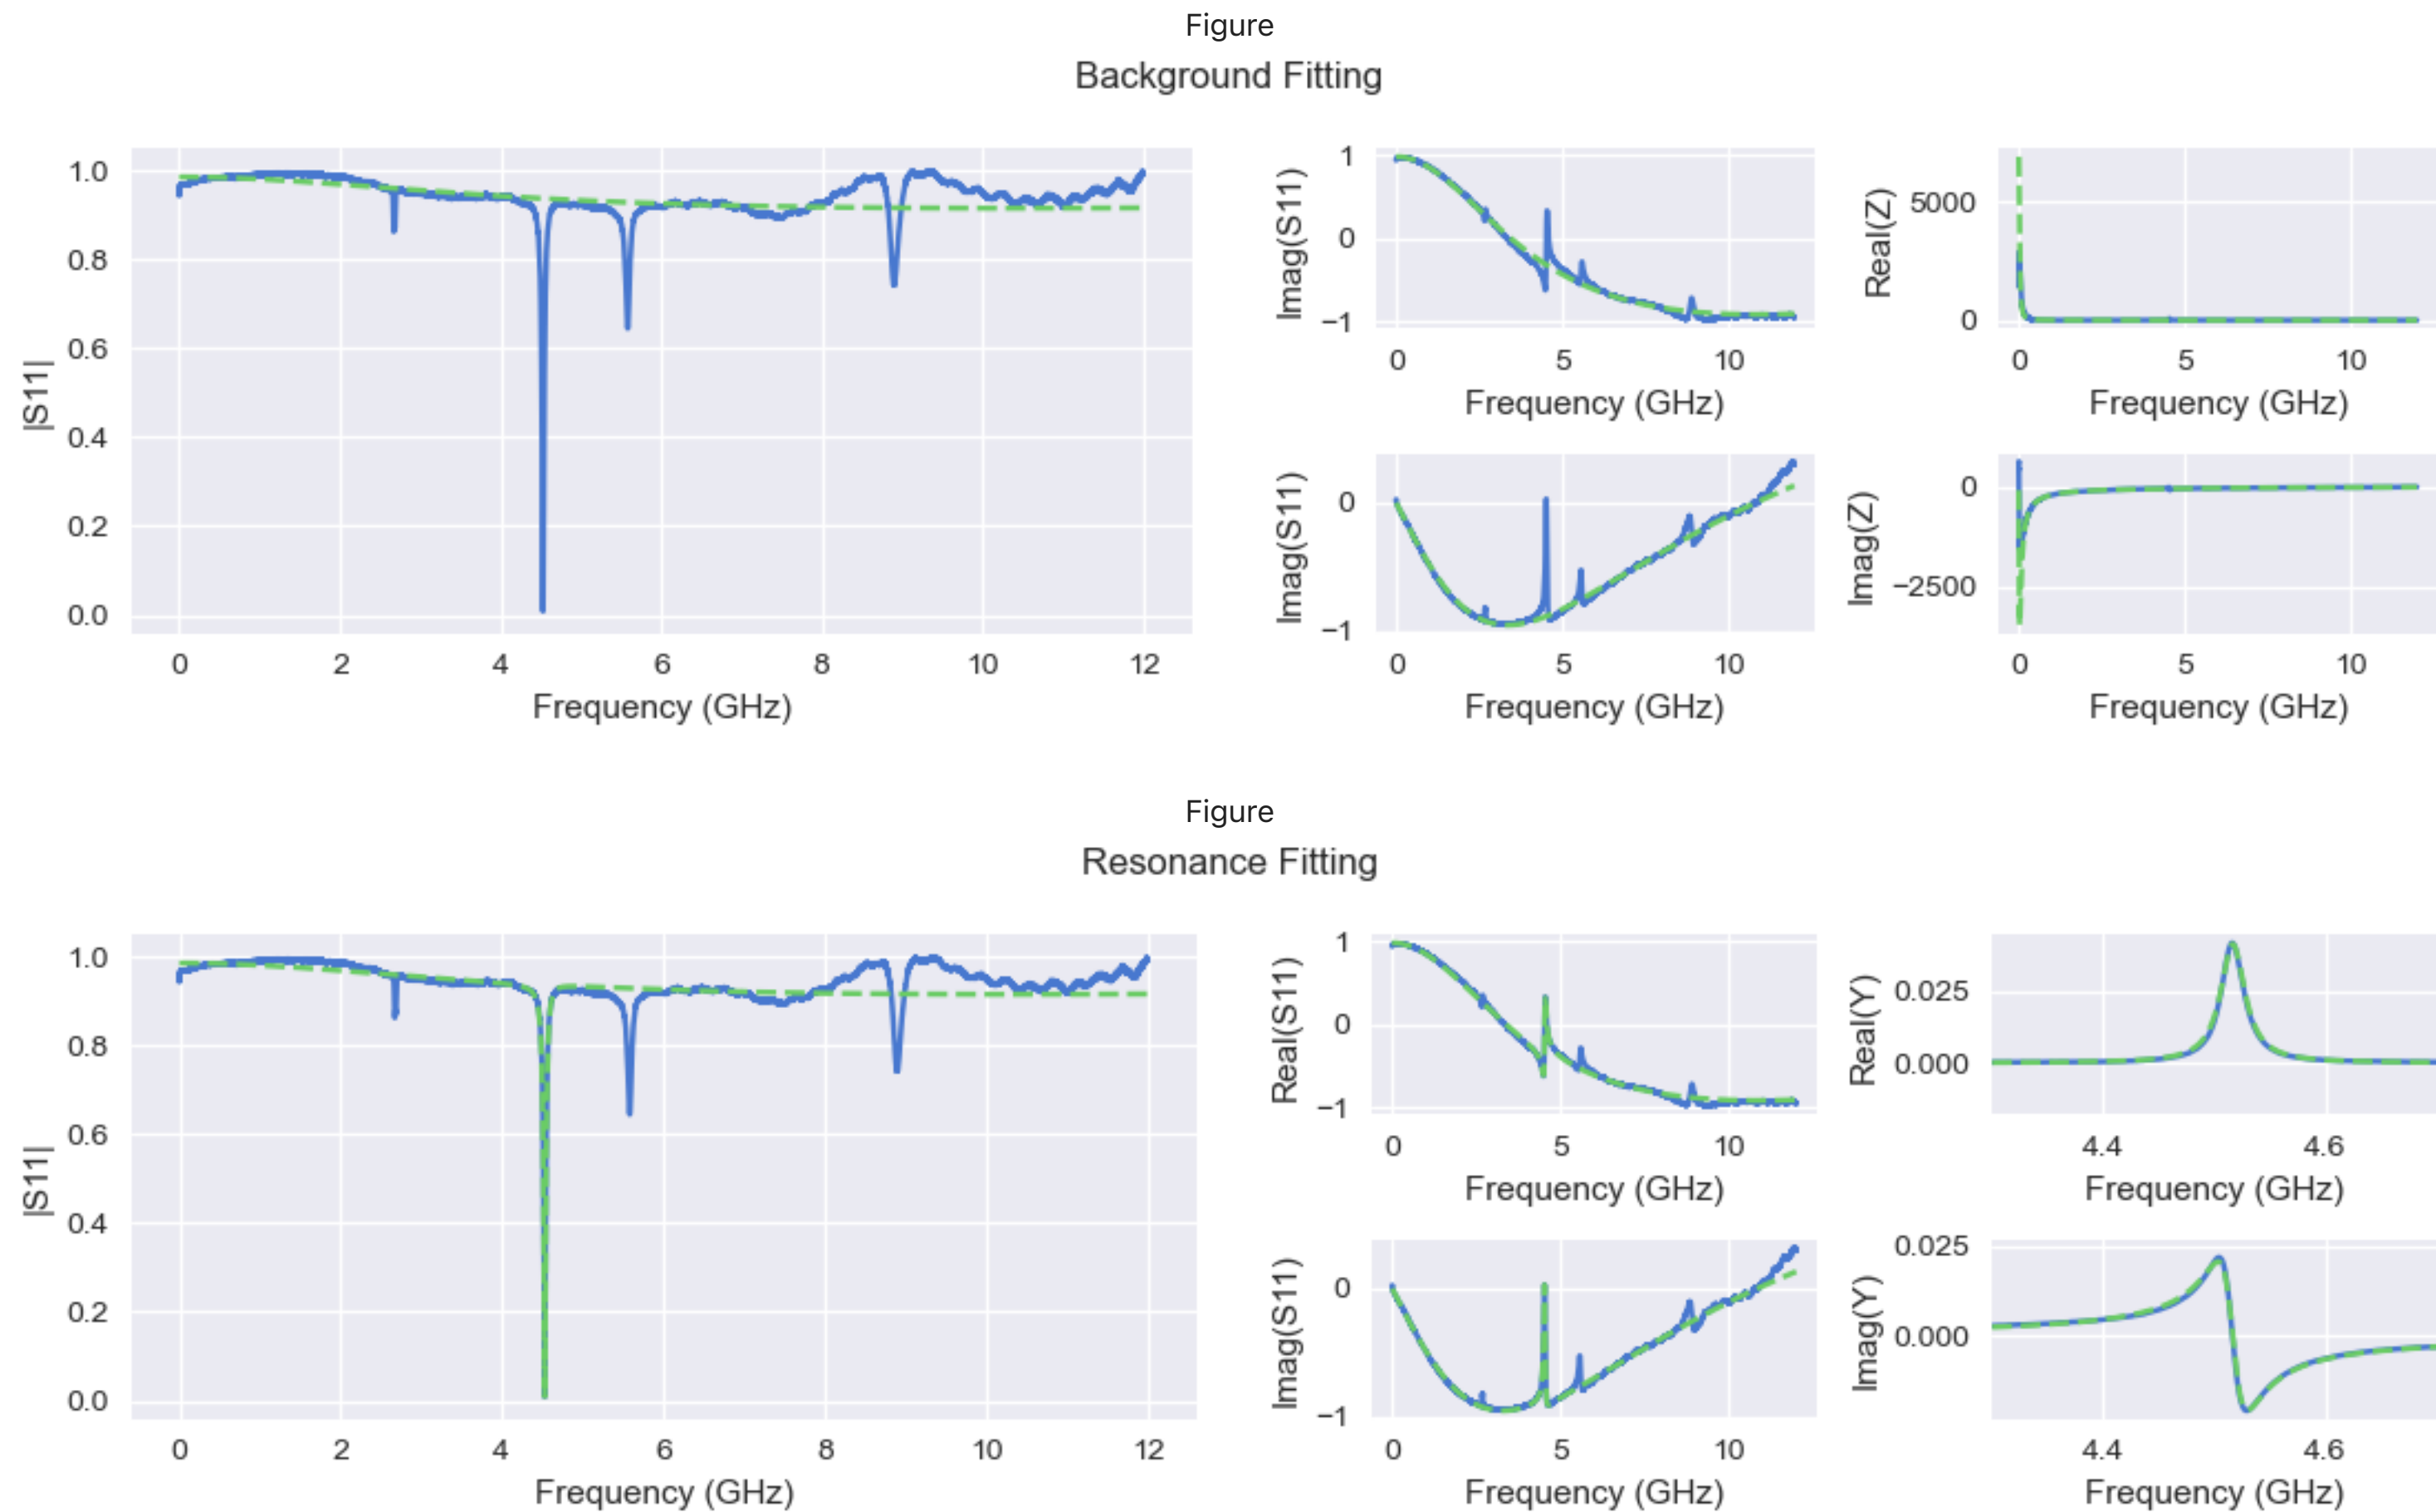 Figure
Background Fitting
|S11|
1.0
0.8
0.6
0.4
0.2
0.0
0 2 4 6 8 10 12
Frequency (GHz)
Imag(S11)
1
0
−1
0 5 10
Frequency (GHz)
Real(Z)
5000
0
0 5 10
Frequency (GHz)
Imag(S11)
0
−1
0 5 10
Frequency (GHz)
Imag(Z)
0
−2500
0 5 10
Frequency (GHz)
Figure
Resonance Fitting
|S11|
1.0
0.8
0.6
0.4
0.2
0.0
0 2 4 6 8 10 12
Frequency (GHz)
Real(S11)
1
0
−1
0 5 10
Frequency (GHz)
Real(Y)
0.025
0.000
4.4 4.6
Frequency (GHz)
Imag(S11)
0
−1
0 5 10
Frequency (GHz)
Imag(Y)
0.025
0.000
4.4 4.6
Frequency (GHz)